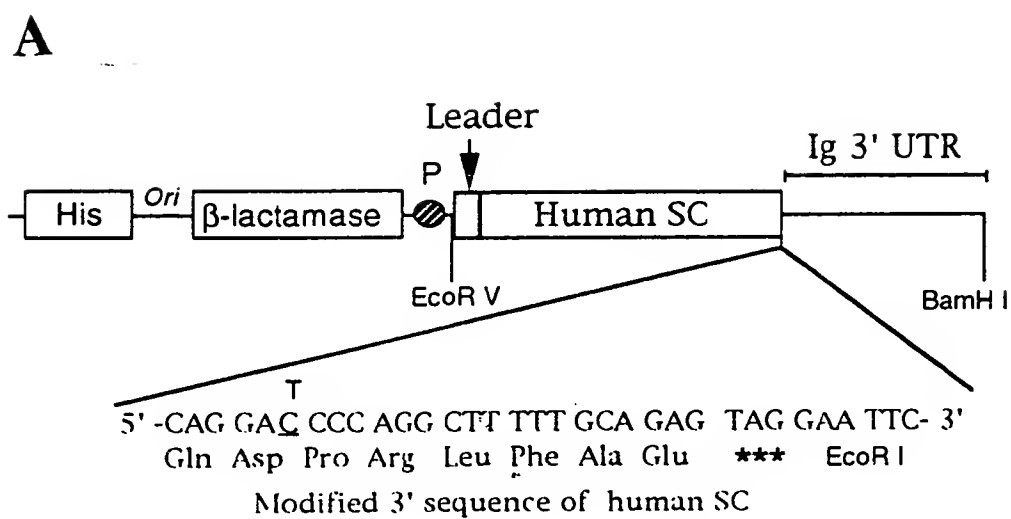 A
Leader
Ig 3' UTR
P
His
Ori
β-lactamase
Human SC
EcoR V
BamH I
T
5' -CAG GAC CCC AGG CTT TTT GCA GAG TAG GAA TTC- 3'
Gln Asp Pro Arg Leu Phe Ala Glu *** EcoR I
Modified 3' sequence of human SC